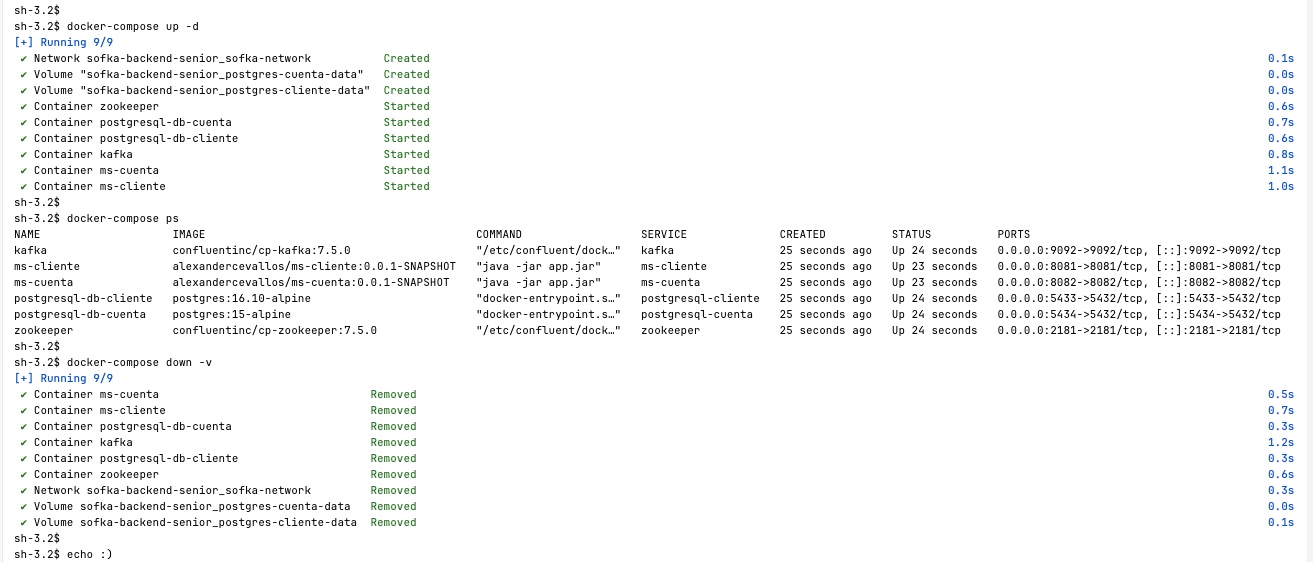 sh-3.2$
sh-3.2$ docker-compose up -d
[+] Running 9/9
✔ Network sofka-backend-senior_sofka-network Created 0.1s
✔ Volume "sofka-backend-senior_postgres-cuenta-data" Created 0.0s
✔ Volume "sofka-backend-senior_postgres-cliente-data" Created 0.0s
✔ Container zookeeper Started 0.6s
✔ Container postgresql-db-cuenta Started 0.7s
✔ Container postgresql-db-cliente Started 0.6s
✔ Container kafka Started 0.8s
✔ Container ms-cuenta Started 1.1s
✔ Container ms-cliente Started 1.0s
sh-3.2$
sh-3.2$ docker-compose ps
NAME IMAGE COMMAND SERVICE CREATED STATUS PORTS
kafka confluentinc/cp-kafka:7.5.0 "/etc/confluent/dock…" kafka 25 seconds ago Up 24 seconds 0.0.0.0:9092->9092/tcp, [::]:9092->9092/tcp
ms-cliente alexandercevallos/ms-cliente:0.0.1-SNAPSHOT "java -jar app.jar" ms-cliente 25 seconds ago Up 23 seconds 0.0.0.0:8081->8081/tcp, [::]:8081->8081/tcp
ms-cuenta alexandercevallos/ms-cuenta:0.0.1-SNAPSHOT "java -jar app.jar" ms-cuenta 25 seconds ago Up 23 seconds 0.0.0.0:8082->8082/tcp, [::]:8082->8082/tcp
postgresql-db-cliente postgres:16.10-alpine "docker-entrypoint.s…" postgresql-cliente 25 seconds ago Up 24 seconds 0.0.0.0:5433->5432/tcp, [::]:5433->5432/tcp
postgresql-db-cuenta postgres:15-alpine "docker-entrypoint.s…" postgresql-cuenta 25 seconds ago Up 24 seconds 0.0.0.0:5434->5432/tcp, [::]:5434->5432/tcp
zookeeper confluentinc/cp-zookeeper:7.5.0 "/etc/confluent/dock…" zookeeper 25 seconds ago Up 24 seconds 0.0.0.0:2181->2181/tcp, [::]:2181->2181/tcp
sh-3.2$
sh-3.2$ docker-compose down -v
[+] Running 9/9
✔ Container ms-cuenta Removed 0.5s
✔ Container ms-cliente Removed 0.7s
✔ Container postgresql-db-cuenta Removed 0.3s
✔ Container kafka Removed 1.2s
✔ Container postgresql-db-cliente Removed 0.3s
✔ Container zookeeper Removed 0.6s
✔ Network sofka-backend-senior_sofka-network Removed 0.3s
✔ Volume sofka-backend-senior_postgres-cuenta-data Removed 0.0s
✔ Volume sofka-backend-senior_postgres-cliente-data Removed 0.1s
sh-3.2$
sh-3.2$ echo :)